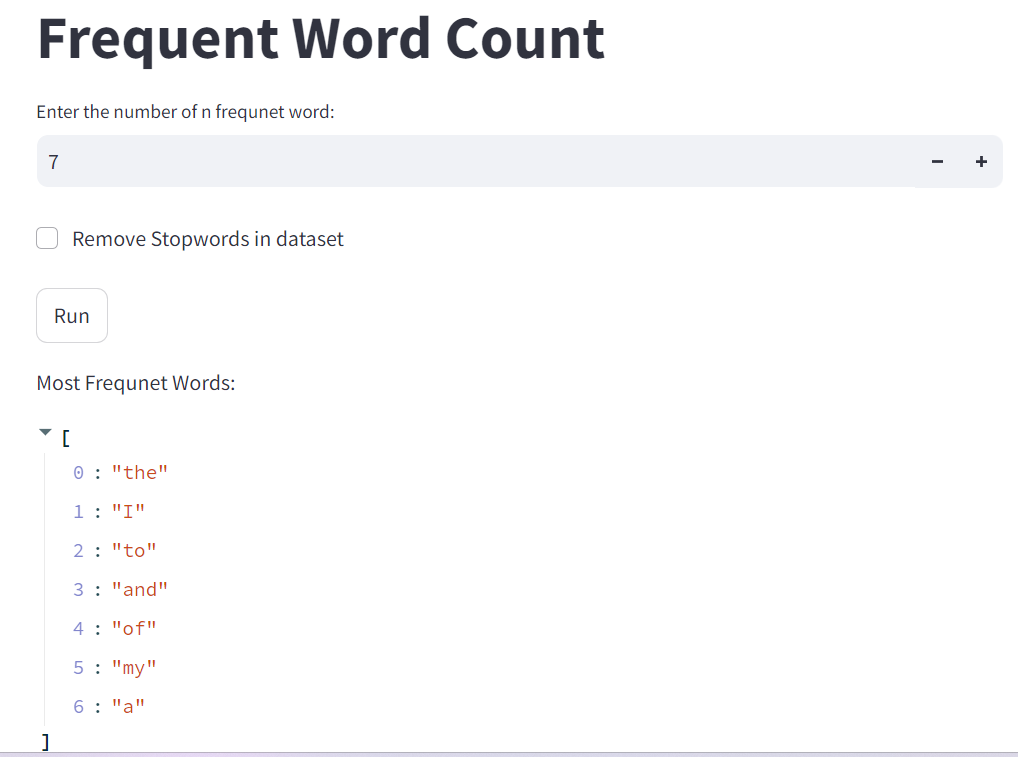 Frequent Word Count
Enter the number of n frequnet word:
7 − +
Remove Stopwords in dataset
Run
Most Frequnet Words:
[
0 : "the"
1 : "I"
2 : "to"
3 : "and"
4 : "of"
5 : "my"
6 : "a"
]